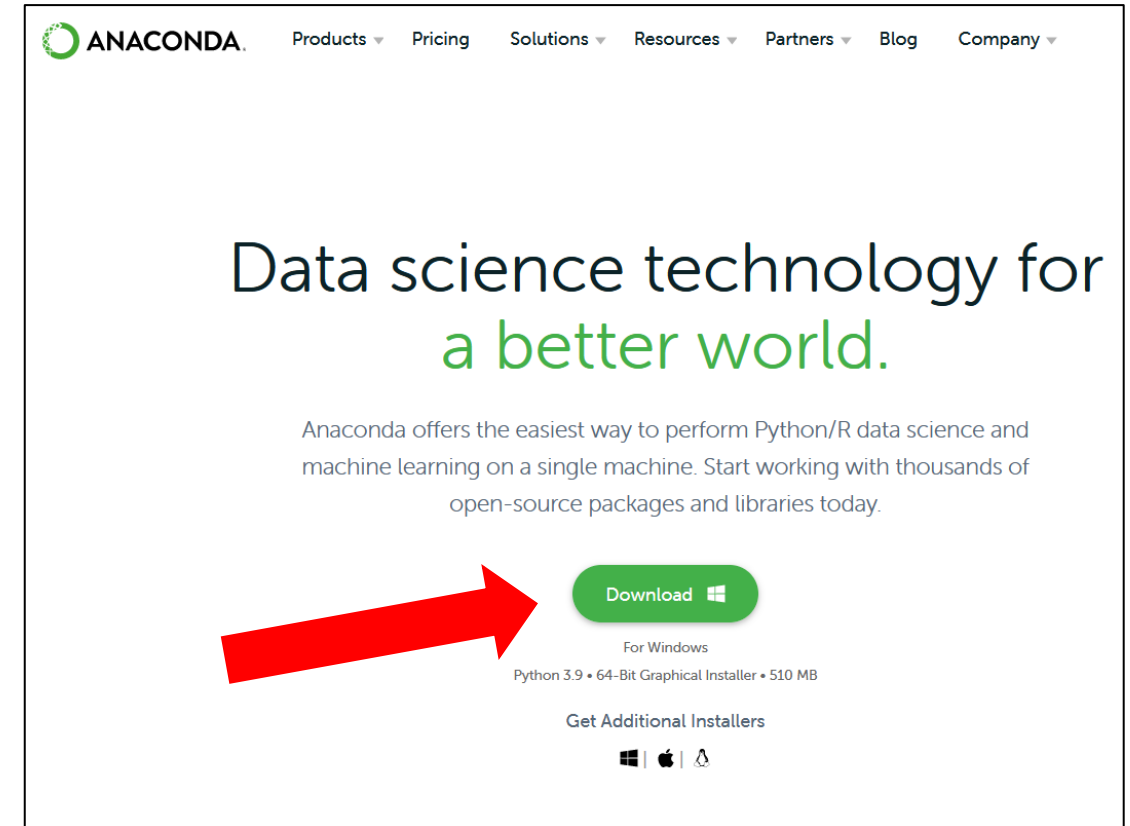 ANACONDA. Products Pricing Solutions Resources Partners Blog Company
Data science technology for
a better world.
Anaconda offers the easiest way to perform Python/R data science and
machine learning on a single machine. Start working with thousands of
open-source packages and libraries today.
Download
For Windows
Python 3.9 • 64-Bit Graphical Installer • 510 MB
Get Additional Installers